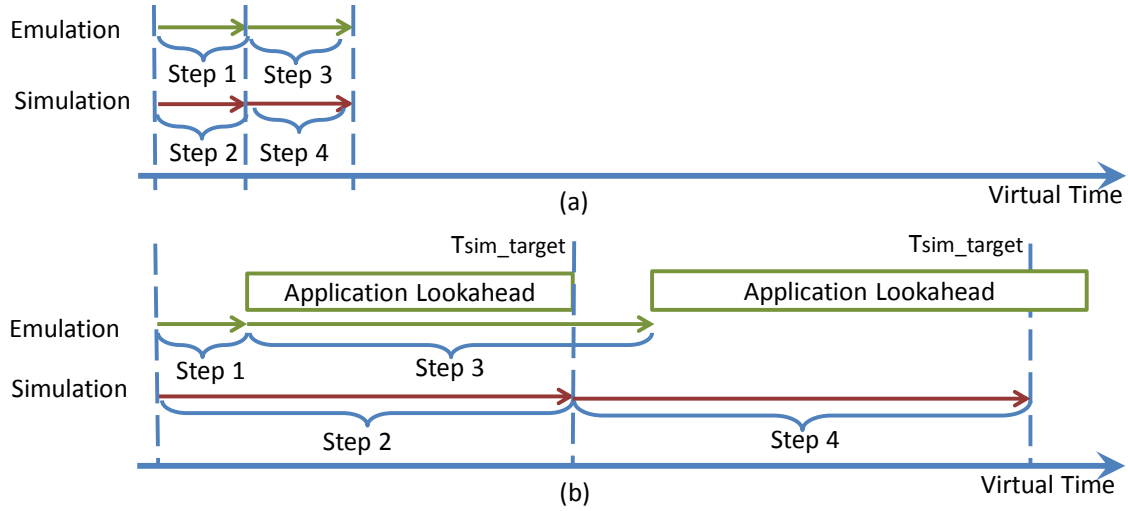 Emulation
Step 1
Step 3
Simulation
Step 2
Step 4
Virtual Time
(a)
Tsim_target
Tsim_target
Application Lookahead
Application Lookahead
Emulation
Step 1
Step 3
Simulation
Step 2
Step 4
Virtual Time
(b)